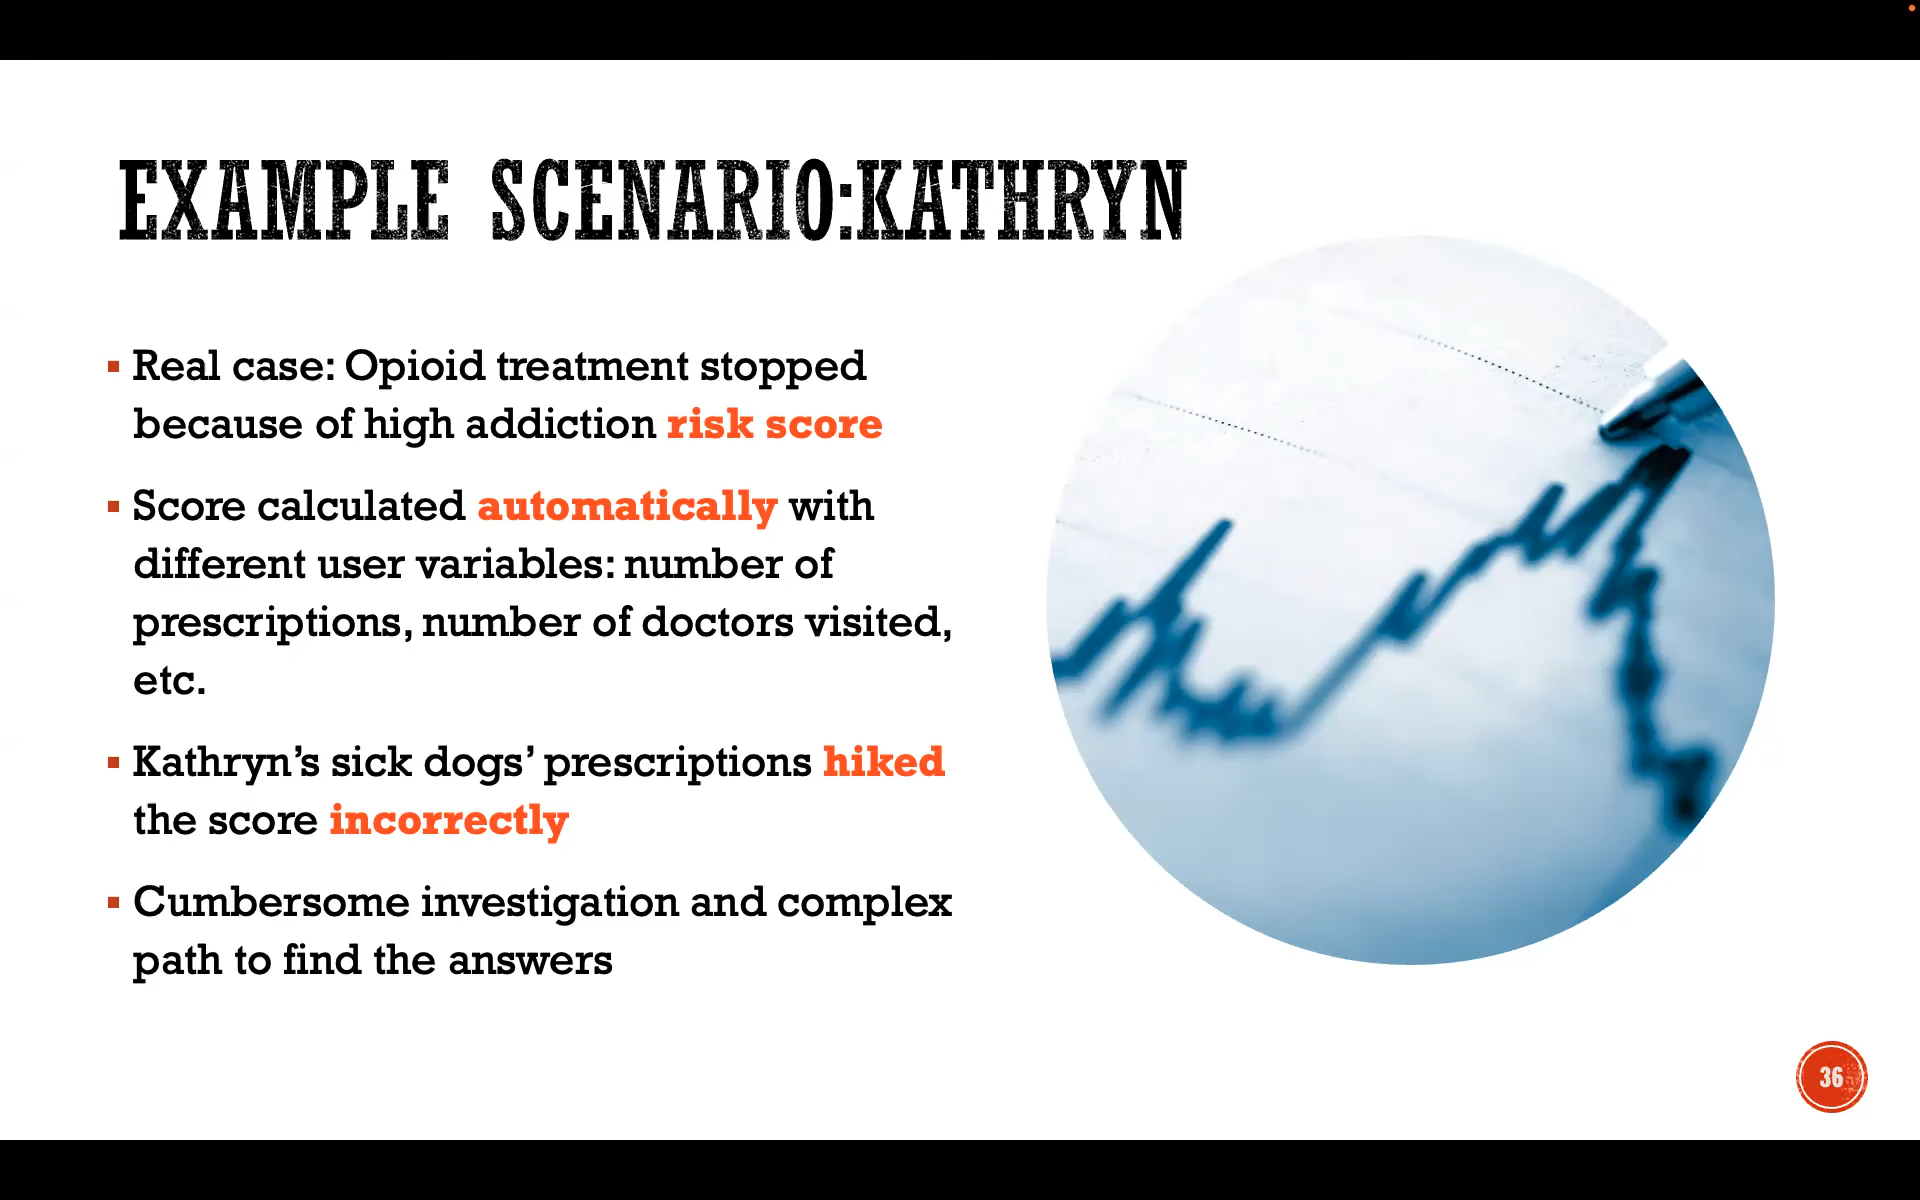 EXAMPLE SCENARIO:KATHRYN
▪ Real case: Opioid treatment stopped
because of high addiction risk score
▪ Score calculated automatically with
different user variables: number of
prescriptions, number of doctors visited,
etc.
▪ Kathryn’s sick dogs’ prescriptions hiked
the score incorrectly
▪ Cumbersome investigation and complex
path to find the answers
36